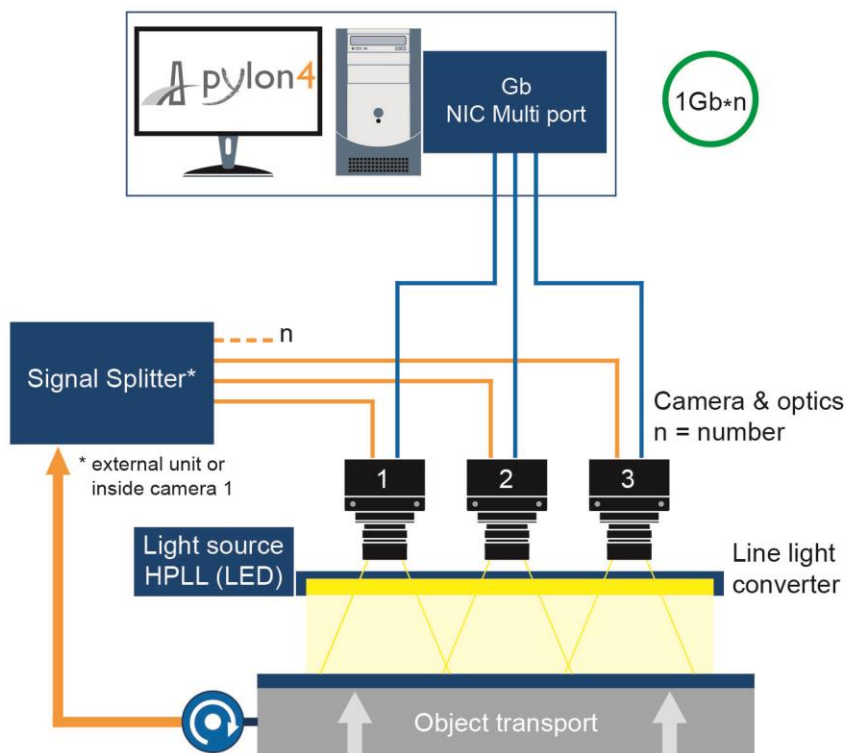 pylon4
Gb
NIC Multi port
1Gb*n
n
Signal Splitter*
Camera & optics
n = number
* external unit or
inside camera 1
1
2
3
Light source
HPLL (LED)
Line light
converter
Object transport